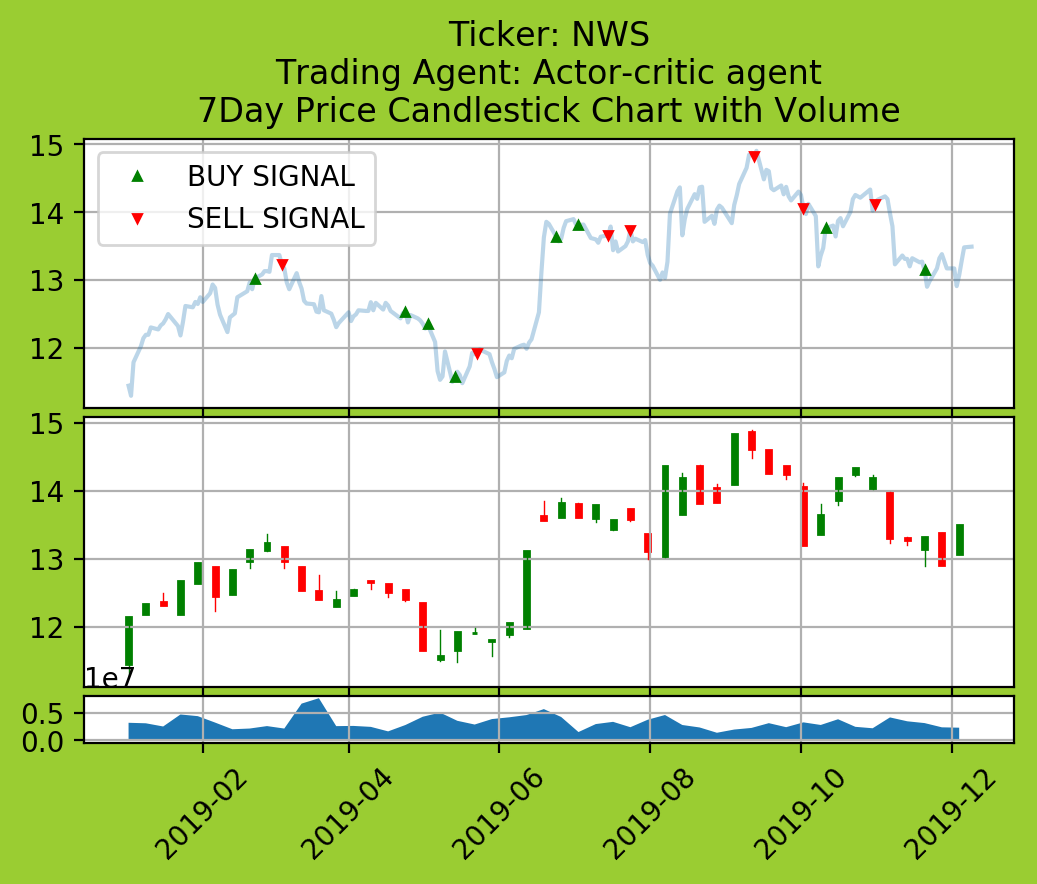 Ticker: NWS
Trading Agent: Actor-critic agent
7Day Price Candlestick Chart with Volume
15
14
13
12
BUY SIGNAL
SELL SIGNAL
15
14
13
12
1e7
0.5
0.0
2019-02
2019-04
2019-06
2019-08
2019-10
2019-12